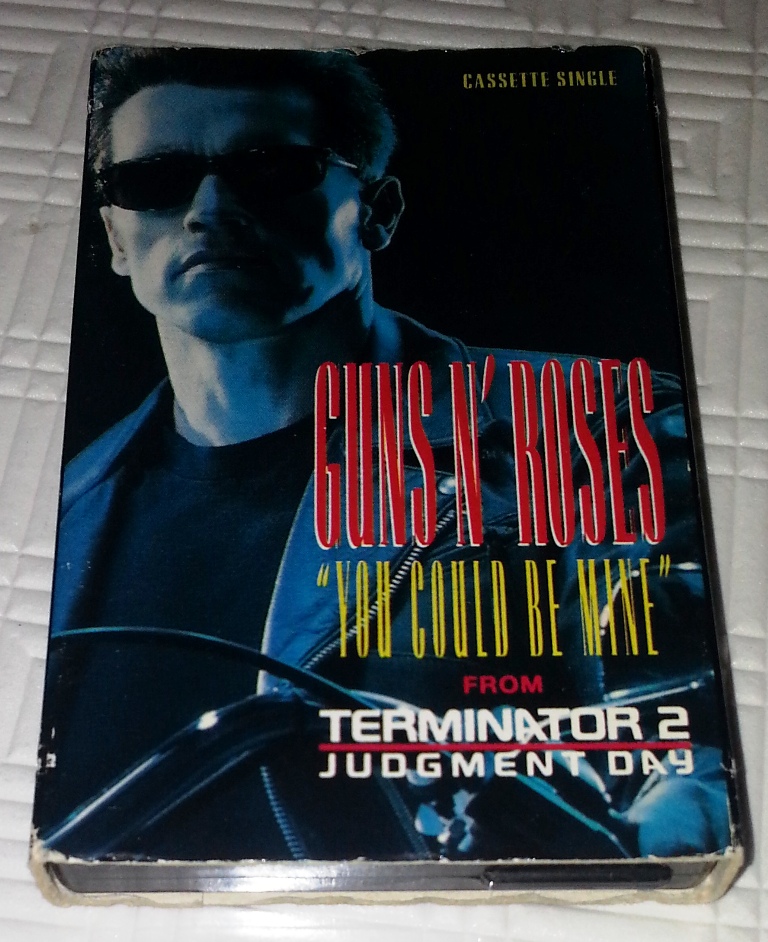 CASSETTE SINGLE
GUNS N' ROSES
"YOU COULD BE MINE"
FROM
TERMINATOR 2
JUDGMENT DAY